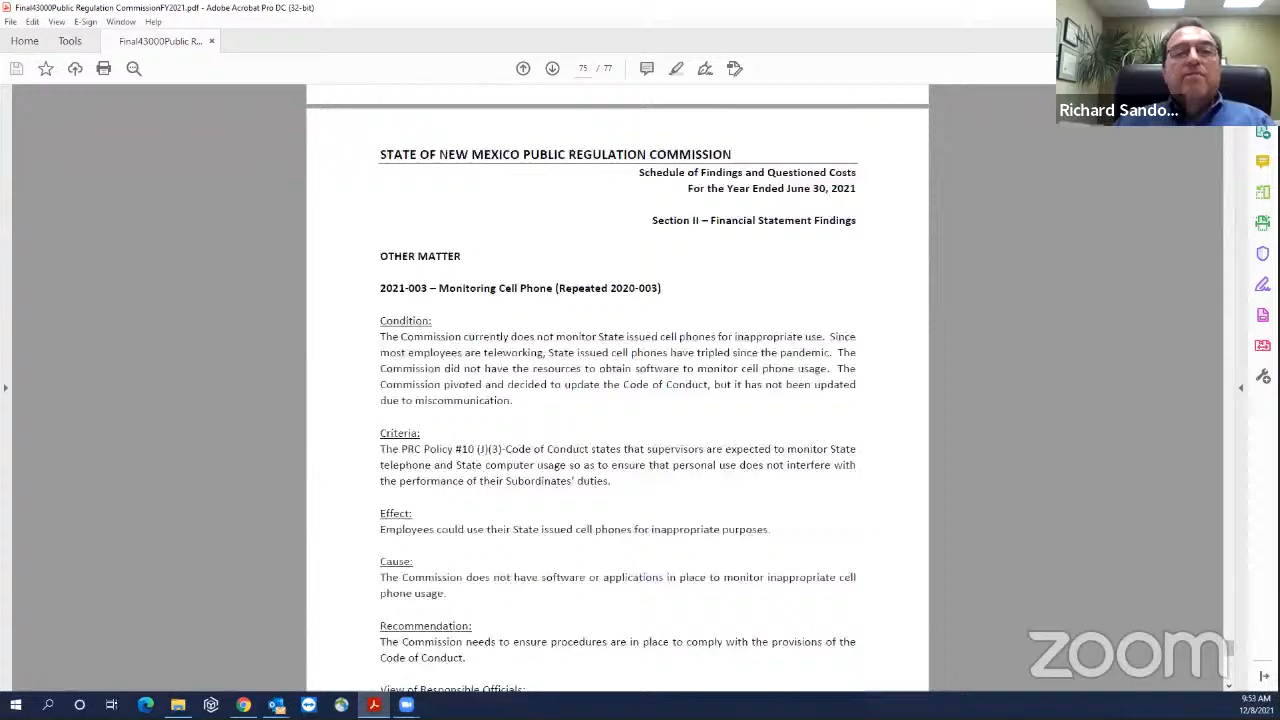 Final43000Public Regulation CommissionFY2021.pdf - Adobe Acrobat Pro DC (32-bit)
File Edit View E-Sign Window Help
Home Tools Final43000Public R... ×
75 / 77
Richard Sando...
STATE OF NEW MEXICO PUBLIC REGULATION COMMISSION
Schedule of Findings and Questioned Costs
For the Year Ended June 30, 2021
Section II – Financial Statement Findings
OTHER MATTER
2021-003 – Monitoring Cell Phone (Repeated 2020-003)
Condition:
The Commission currently does not monitor State issued cell phones for inappropriate use. Since
most employees are teleworking, State issued cell phones have tripled since the pandemic. The
Commission did not have the resources to obtain software to monitor cell phone usage. The
Commission pivoted and decided to update the Code of Conduct, but it has not been updated
due to miscommunication.
Criteria:
The PRC Policy #10 (J)(3)-Code of Conduct states that supervisors are expected to monitor State
telephone and State computer usage so as to ensure that personal use does not interfere with
the performance of their Subordinates' duties.
Effect:
Employees could use their State issued cell phones for inappropriate purposes.
Cause:
The Commission does not have software or applications in place to monitor inappropriate cell
phone usage.
Recommendation:
The Commission needs to ensure procedures are in place to comply with the provisions of the
Code of Conduct.
View of Responsible Officials:
zoom
9:53 AM
12/8/2021